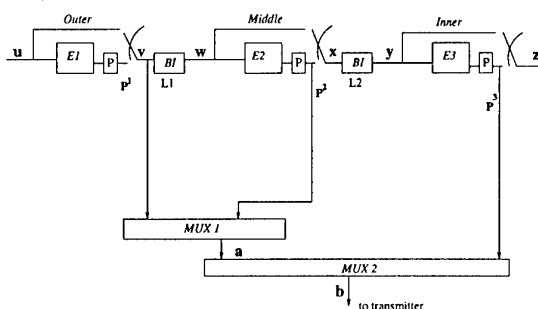 Outer Middle Inner
u E1 P v BI w E2 P x BI y E3 P z
P¹ L1 P² L2 P³
MUX 1
a
MUX 2
b
to transmitter